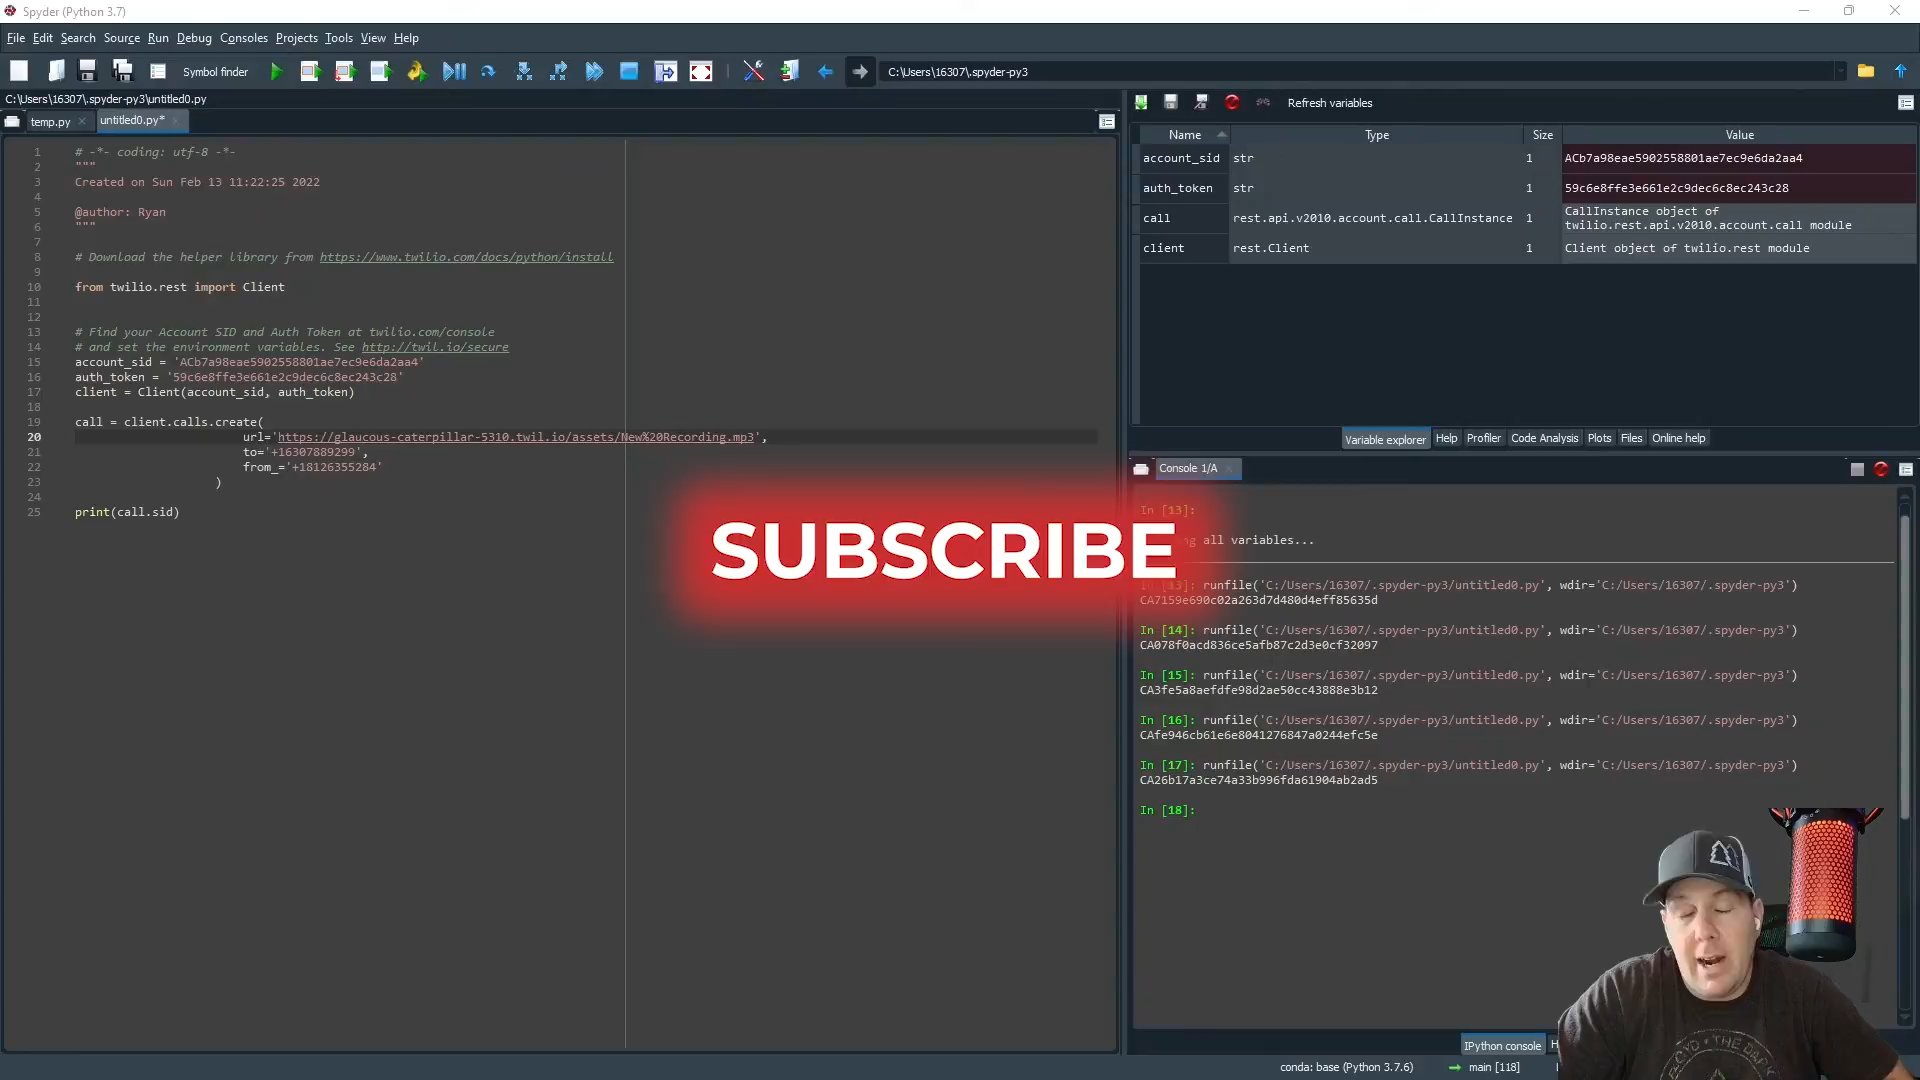 Spyder (Python 3.7)
File Edit Search Source Run Debug Consoles Projects Tools View Help
Symbol finder
C:\Users\16307\.spyder-py3
C:\Users\16307\.spyder-py3\untitled0.py
temp.py
untitled0.py*
1 # -*- coding: utf-8 -*-
2 """
3 Created on Sun Feb 13 11:22:25 2022
4
5 @author: Ryan
6 """
7
8 # Download the helper library from https://www.twilio.com/docs/python/install
9
10 from twilio.rest import Client
11
12
13 # Find your Account SID and Auth Token at twilio.com/console
14 # and set the environment variables. See http://twil.io/secure
15 account_sid = 'ACb7a98eae5902558801ae7ec9e6da2aa4'
16 auth_token = '59c6e8ffe3e661e2c9dec6c8ec243c28'
17 client = Client(account_sid, auth_token)
18
19 call = client.calls.create(
20 url='https://glaucous-caterpillar-5310.twil.io/assets/New%20Recording.mp3',
21 to='+16307889299',
22 from_='+18126355284'
23 )
24
25 print(call.sid)
SUBSCRIBE
Refresh variables
Name Type Size Value
account_sid str 1 ACb7a98eae5902558801ae7ec9e6da2aa4
auth_token str 1 59c6e8ffe3e661e2c9dec6c8ec243c28
call rest.api.v2010.account.call.CallInstance 1 CallInstance object of
twilio.rest.api.v2010.account.call module
client rest.Client 1 Client object of twilio.rest module
Variable explorer Help Profiler Code Analysis Plots Files Online help
Console 1/A
In [13]:
all variables...
In [13]: runfile('C:/Users/16307/.spyder-py3/untitled0.py', wdir='C:/Users/16307/.spyder-py3')
CA7159e690c02a263d7d480d4eff85635d
In [14]: runfile('C:/Users/16307/.spyder-py3/untitled0.py', wdir='C:/Users/16307/.spyder-py3')
CA078f0acd836ce5afb87c2d3e0cf32097
In [15]: runfile('C:/Users/16307/.spyder-py3/untitled0.py', wdir='C:/Users/16307/.spyder-py3')
CA3fe5a8aefdfe98d2ae50cc43888e3b12
In [16]: runfile('C:/Users/16307/.spyder-py3/untitled0.py', wdir='C:/Users/16307/.spyder-py3')
CAfe946cb61e6e8041276847a0244efc5e
In [17]: runfile('C:/Users/16307/.spyder-py3/untitled0.py', wdir='C:/Users/16307/.spyder-py3')
CA26b17a3ce74a33b996fda61904ab2ad5
In [18]:
IPython console
conda: base (Python 3.7.6) main [118]